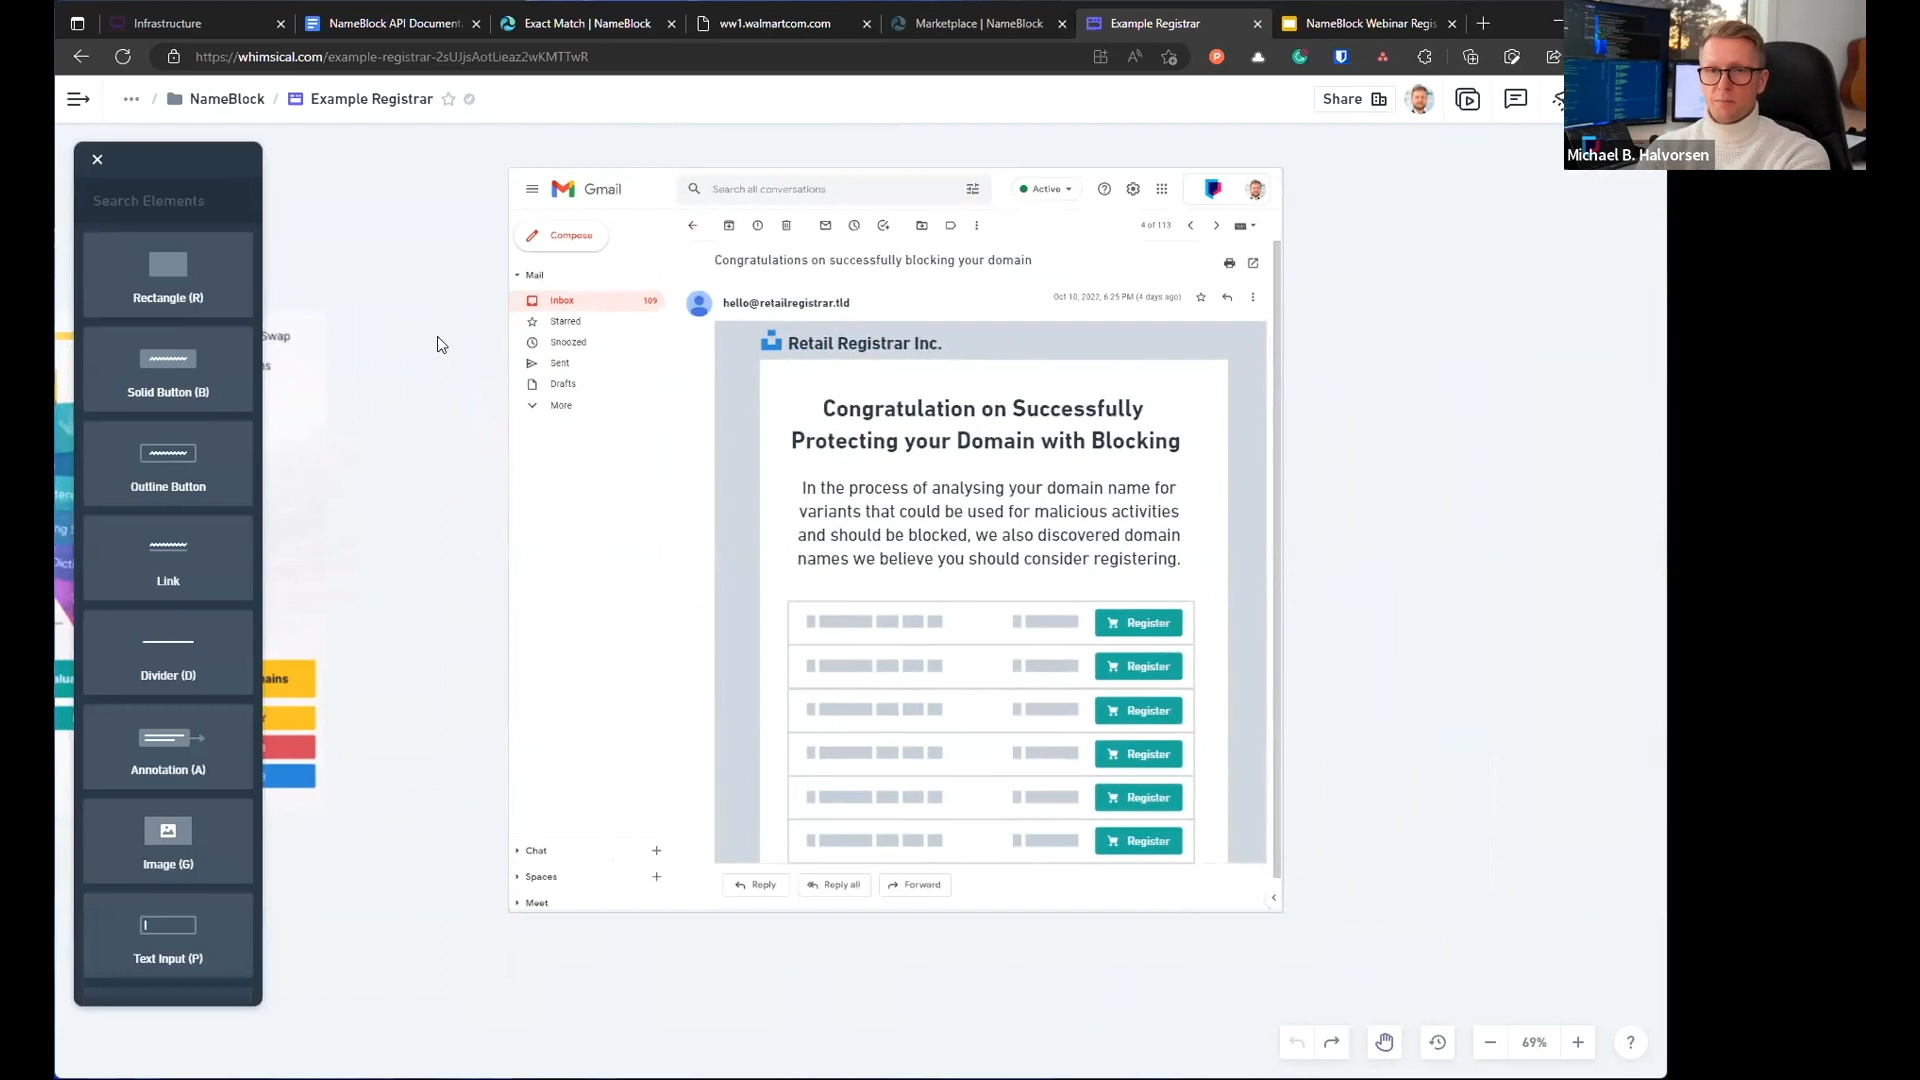 Infrastructure
NameBlock API Document
Exact Match | NameBlock
ww1.walmartcom.com
Marketplace | NameBlock
Example Registrar
NameBlock Webinar Regis
https://whimsical.com/example-registrar-2sUJjsAotLieaz2wKMTTwR
NameBlock / Example Registrar
Share
Michael B. Halvorsen
Search Elements
Rectangle (R)
Solid Button (B)
Outline Button
Link
Divider (D)
Annotation (A)
Image (G)
Text Input (P)
Swap
Gmail
Search all conversations
Active
Compose
4 of 113
Mail
Inbox 109
Starred
Snoozed
Sent
Drafts
More
Chat
Spaces
Meet
Congratulations on successfully blocking your domain
hello@retailregistrar.tld
Oct 10, 2022, 6:25 PM (4 days ago)
Retail Registrar Inc.
Congratulation on Successfully
Protecting your Domain with Blocking
In the process of analysing your domain name for
variants that could be used for malicious activities
and should be blocked, we also discovered domain
names we believe you should consider registering.
Register
Register
Register
Register
Register
Register
Reply
Reply all
Forward
69%